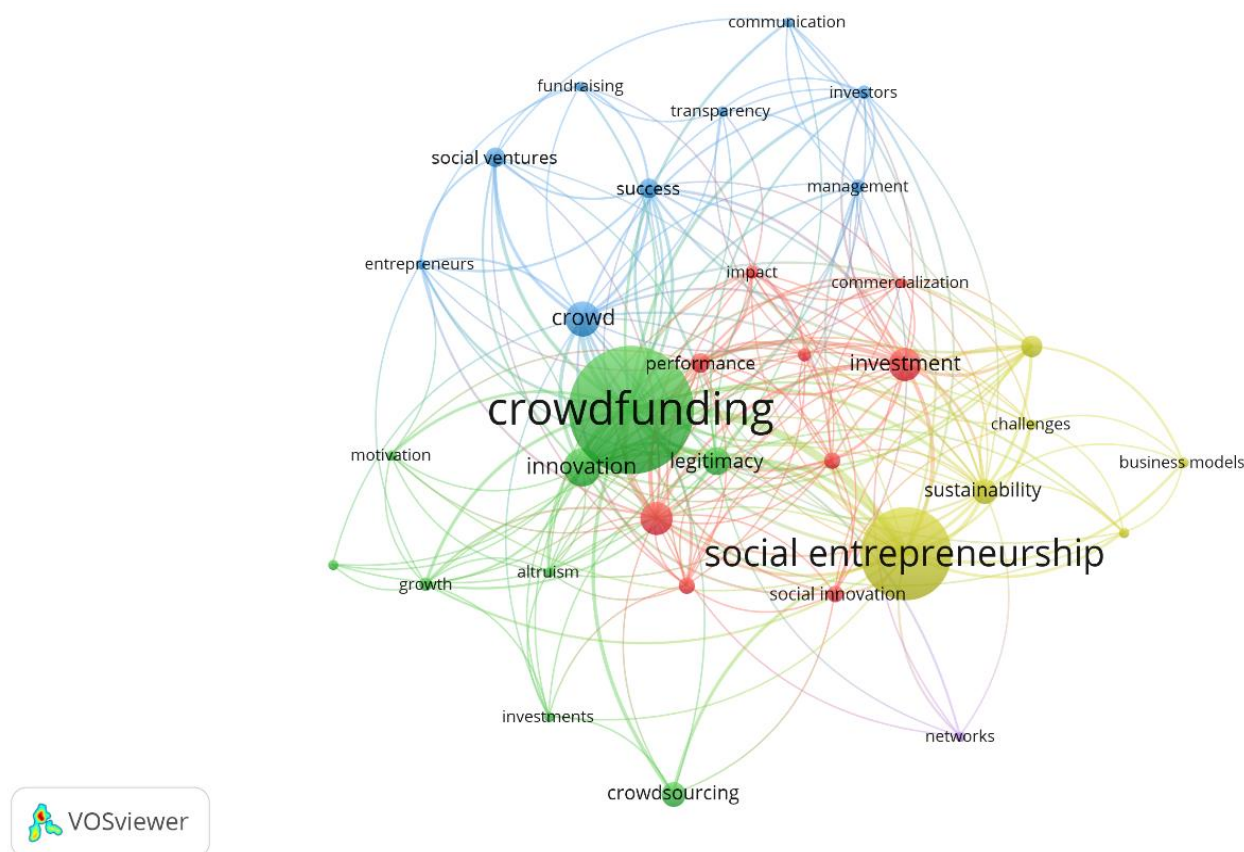 communication
fundraising
investors
transparency
social ventures
success
management
entrepreneurs
impact
commercialization
crowd
performance
investment
crowdfunding
challenges
motivation
innovation
legitimacy
business models
sustainability
social entrepreneurship
altruism
growth
social innovation
investments
networks
crowdsourcing
VOSviewer